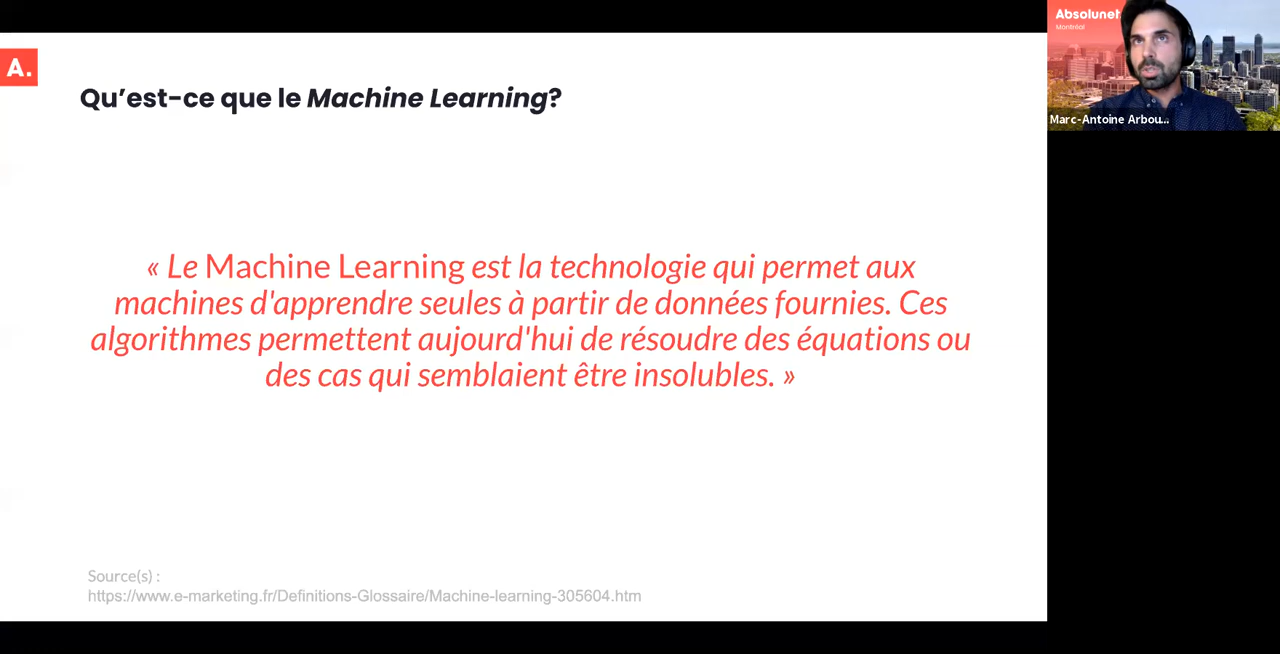 A.
Qu'est-ce que le Machine Learning?
« Le Machine Learning est la technologie qui permet aux
machines d'apprendre seules à partir de données fournies. Ces
algorithmes permettent aujourd'hui de résoudre des équations ou
des cas qui semblaient être insolubles. »
Source(s) :
https://www.e-marketing.fr/Definitions-Glossaire/Machine-learning-305604.htm
Absolunet
Montréal
Marc-Antoine Arbou...